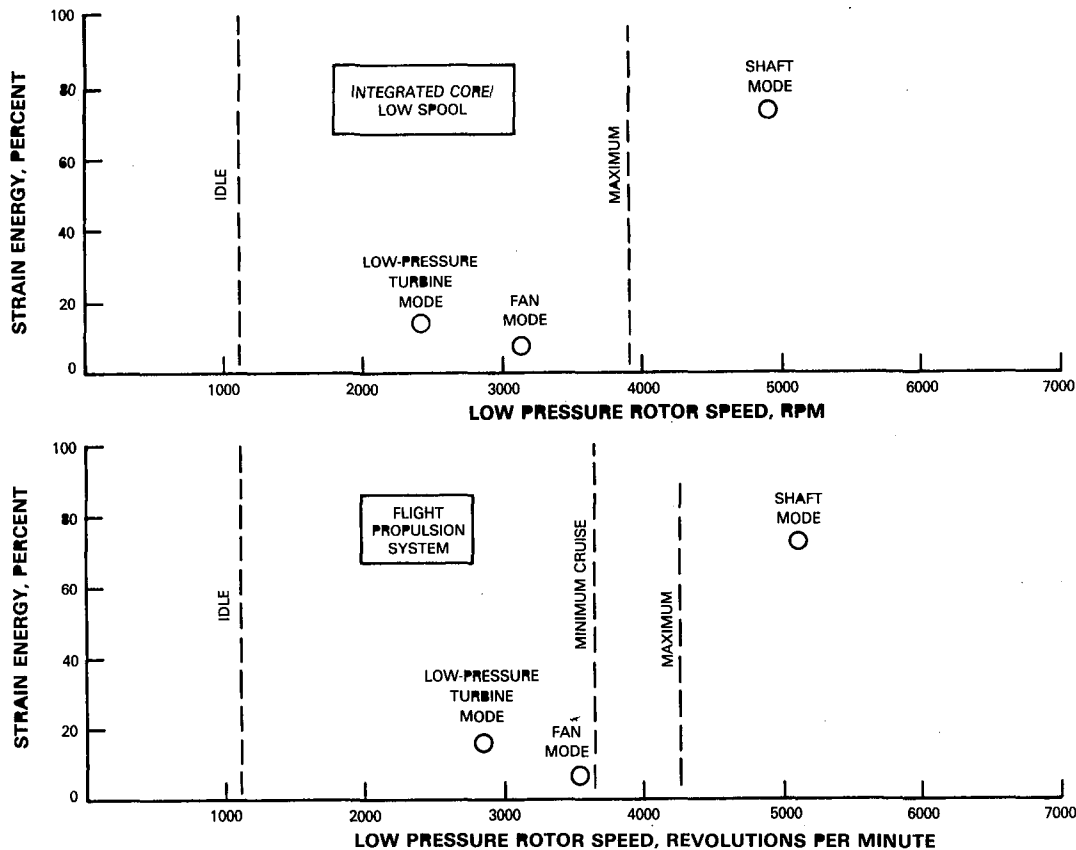 STRAIN ENERGY, PERCENT
100
80
60
40
20
0
INTEGRATED CORE/
LOW SPOOL
IDLE
MAXIMUM
SHAFT
MODE
LOW-PRESSURE
TURBINE
MODE
FAN
MODE
1000 2000 3000 4000 5000 6000 7000
LOW PRESSURE ROTOR SPEED, RPM
STRAIN ENERGY, PERCENT
100
80
60
40
20
0
FLIGHT
PROPULSION
SYSTEM
IDLE
MINIMUM CRUISE
MAXIMUM
SHAFT
MODE
LOW-PRESSURE
TURBINE
MODE
FAN
MODE
1000 2000 3000 4000 5000 6000 7000
LOW PRESSURE ROTOR SPEED, REVOLUTIONS PER MINUTE